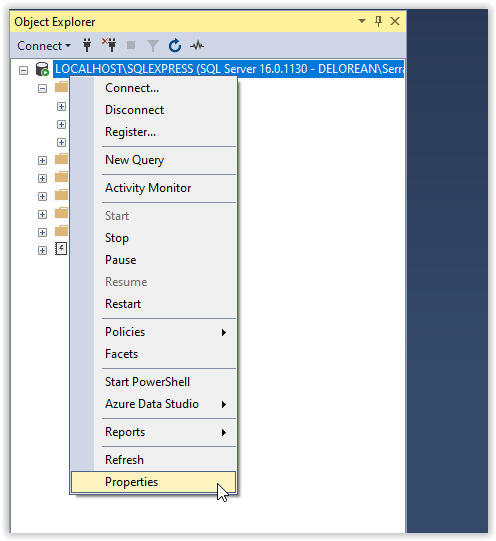 Object Explorer
Connect
LOCALHOST\SQLEXPRESS (SQL Server 16.0.1130 - DELOREAN\Serra
Connect...
Disconnect
Register...
New Query
Activity Monitor
Start
Stop
Pause
Resume
Restart
Policies
Facets
Start PowerShell
Azure Data Studio
Reports
Refresh
Properties